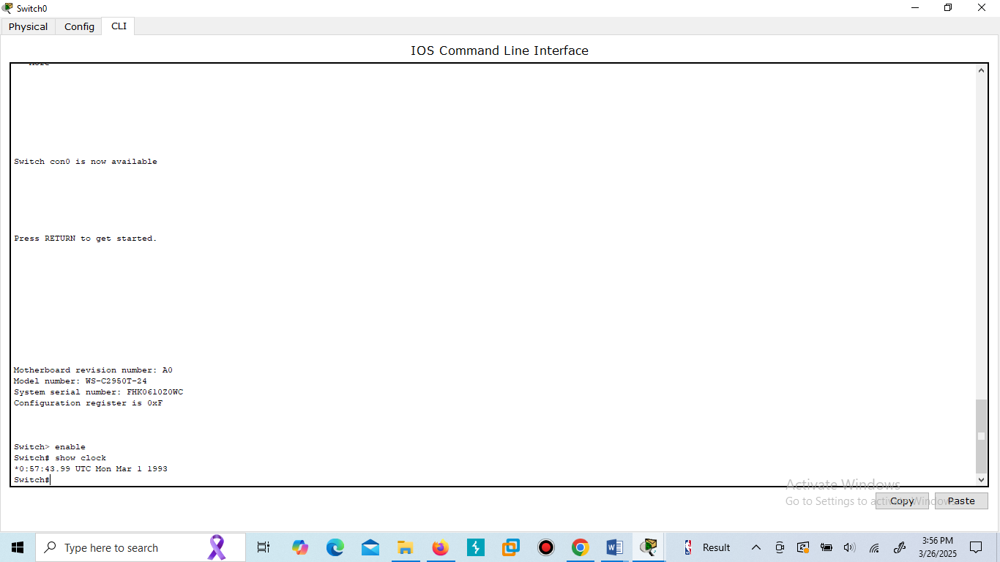 Switch0
Physical Config CLI
IOS Command Line Interface
More
Switch con0 is now available
Press RETURN to get started.
Motherboard revision number: A0
Model number: WS-C2950T-24
System serial number: FHK0610Z0WC
Configuration register is 0xF
Switch> enable
Switch# show clock
*0:57:43.99 UTC Mon Mar 1 1993
Switch#
Activate Windows
Go to Settings to activate Windows.
Copy Paste
Type here to search
Result
3:56 PM
3/26/2025